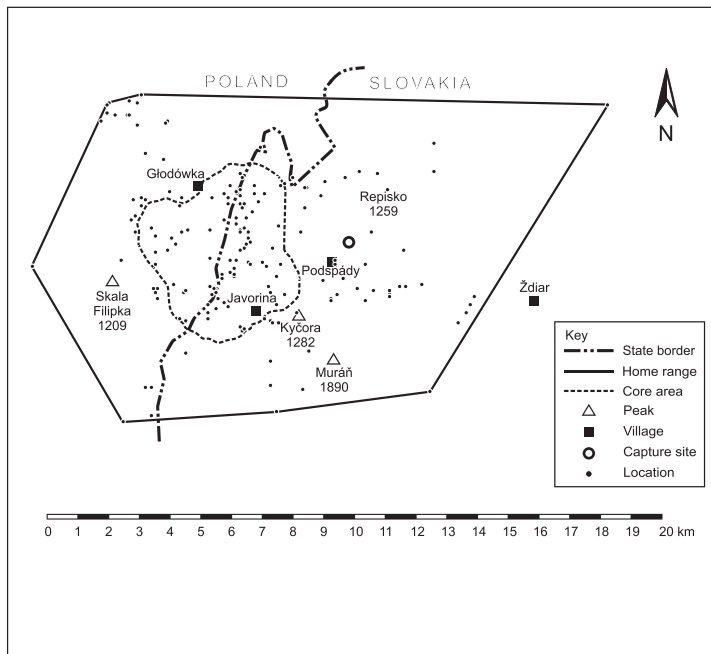 POLAND SLOVAKIA
N
Głodówka
Repisko
1259
Podspády
Ždiar
Skala
Filipka
1209
Javorina
Kyčora
1282
Muráň
1890
Key
State border
Home range
Core area
Peak
Village
Capture site
Location
0 1 2 3 4 5 6 7 8 9 10 11 12 13 14 15 16 17 18 19 20 km